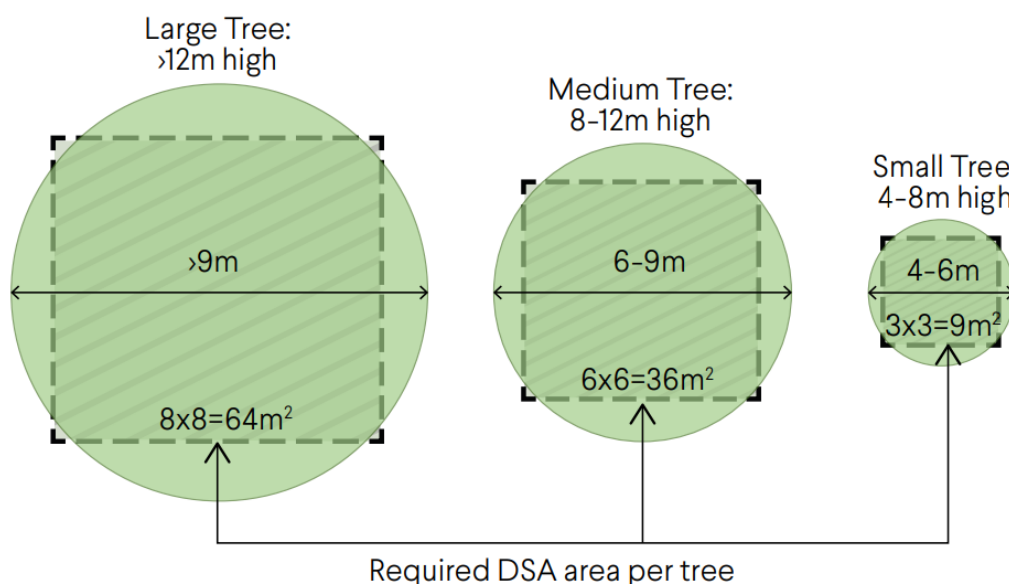 Large Tree:
›12m high
Medium Tree:
8-12m high
Small Tree
4-8m high
›9m
6-9m
4-6m
3x3=9m²
6x6=36m²
8x8=64m²
Required DSA area per tree